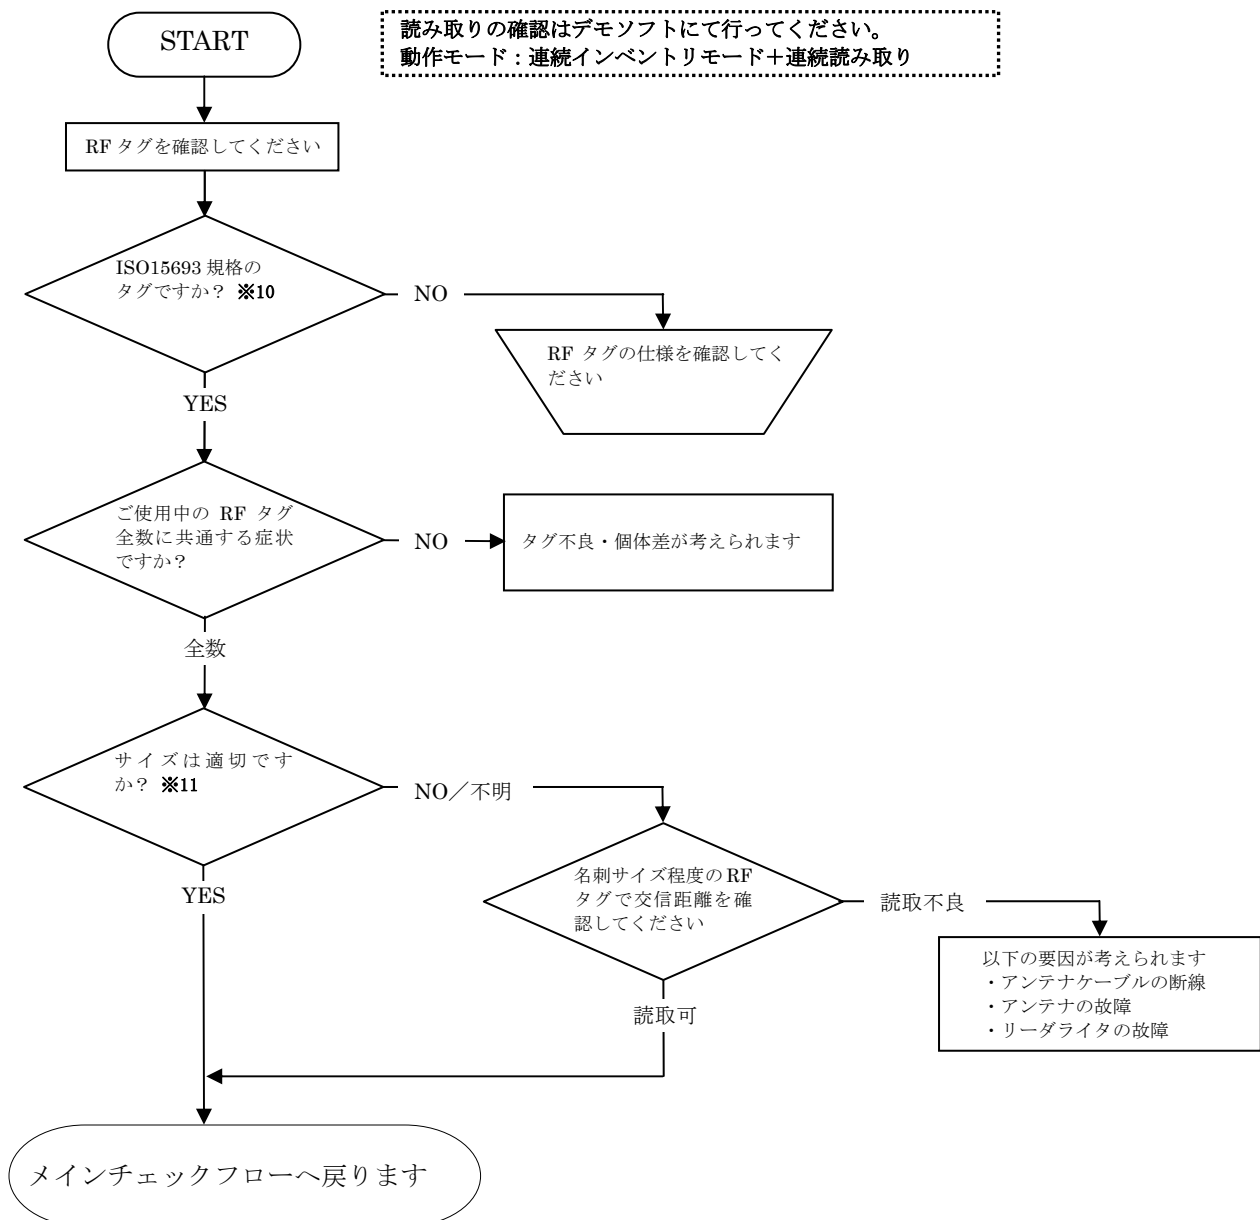 START
読み取りの確認はデモソフトにて行ってください。
動作モード：連続インベントリモード＋連続読み取り
RF タグを確認してください
ISO15693 規格の
タグですか？ ※10
NO
RF タグの仕様を確認してく
ださい
YES
ご使用中の RF タグ
全数に共通する症状
ですか？
NO
タグ不良・個体差が考えられます
全数
サイズは適切です
か？ ※11
NO／不明
YES
名刺サイズ程度の RF
タグで交信距離を確
認してください
読取不良
以下の要因が考えられます
・アンテナケーブルの断線
・アンテナの故障
・リーダライタの故障
読取可
メインチェックフローへ戻ります